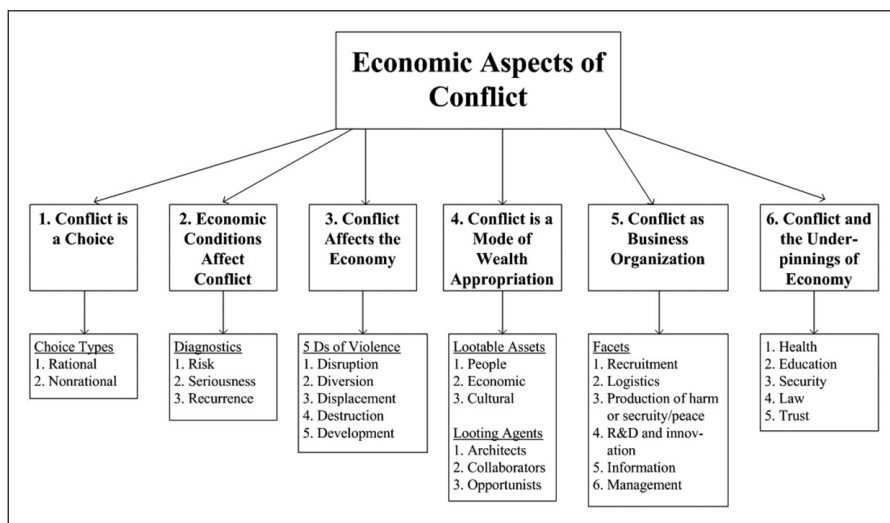 Economic Aspects of
Conflict
1. Conflict is
a Choice
2. Economic
Conditions
Affect
Conflict
3. Conflict
Affects the
Economy
4. Conflict is a
Mode of
Wealth
Appropriation
5. Conflict as
Business
Organization
6. Conflict and
the Under-
pinnings of
Economy
Choice Types
1. Rational
2. Nonrational
Diagnostics
1. Risk
2. Seriousness
3. Recurrence
5 Ds of Violence
1. Disruption
2. Diversion
3. Displacement
4. Destruction
5. Development
Lootable Assets
1. People
2. Economic
3. Cultural
Looting Agents
1. Architects
2. Collaborators
3. Opportunists
Facets
1. Recruitment
2. Logistics
3. Production of harm
or secruity/peace
4. R&D and innov-
ation
5. Information
6. Management
1. Health
2. Education
3. Security
4. Law
5. Trust